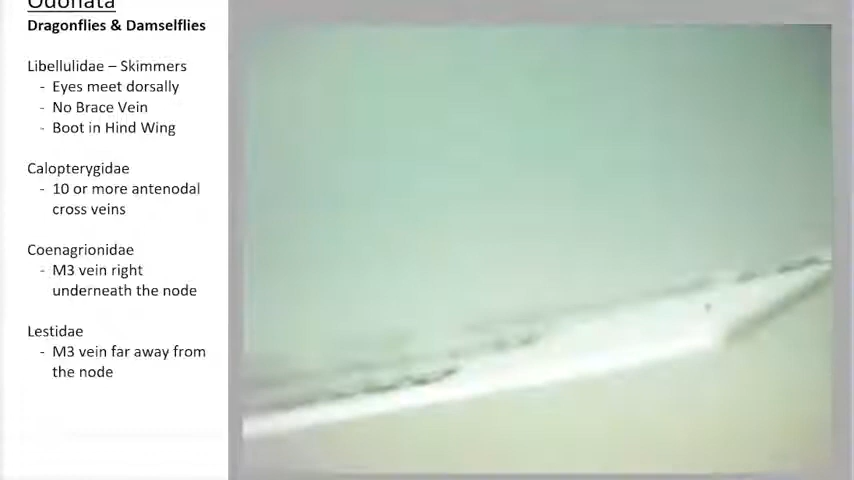 Odonata
Dragonflies & Damselflies
Libellulidae – Skimmers
- Eyes meet dorsally
- No Brace Vein
- Boot in Hind Wing
Calopterygidae
- 10 or more antenodal
cross veins
Coenagrionidae
- M3 vein right
underneath the node
Lestidae
- M3 vein far away from
the node